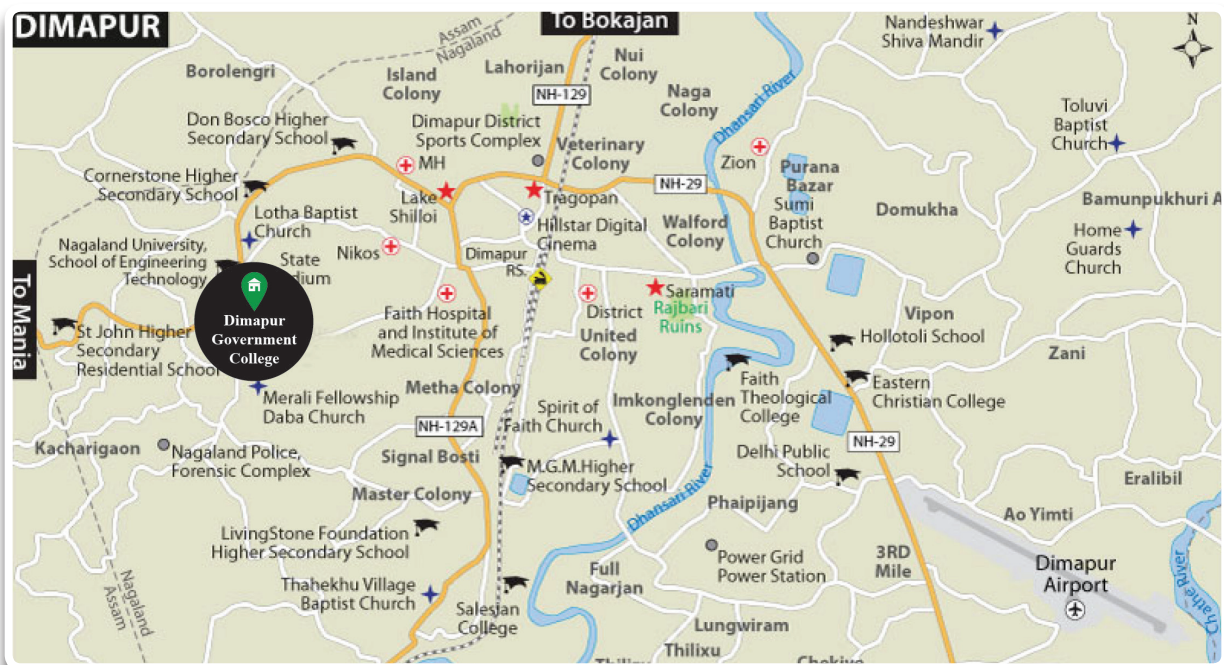 DIMAPUR
To Bokajan
Assam
Nagaland
Nandeshwar
Shiva Mandir
N
Borolengri
Island
Colony
Lahorijan
Nui
Colony
NH-129
Naga
Colony
Dhansari River
Toluvi
Baptist
Church
Don Bosco Higher
Secondary School
Dimapur District
Sports Complex
Veterinary
Colony
MH
Zion
Purana
Bazar
Cornerstone Higher
Secondary School
Lake
Shilloi
Tragopan
NH-29
Sumi
Baptist
Church
Domukha
Bamunpukhuri A
Lotha Baptist
Church
Hillstar Digital
Cinema
Walford
Colony
Home
Guards
Church
Nagaland University,
School of Engineering
Technology
State
dium
Nikos
Dimapur
RS.
To Manja
Dimapur
Government
College
Faith Hospital
and Institute of
Medical Sciences
District
Saramati
Rajbari
Ruins
United
Colony
Vipon
Hollotoli School
Zani
St John Higher
Secondary
Residential School
Merali Fellowship
Daba Church
Metha Colony
Spirit of
Faith Church
Imkonglenden
Colony
Faith
Theological
College
Eastern
Christian College
NH-129A
NH-29
Kacharigaon
Nagaland Police,
Forensic Complex
Signal Bosti
M.G.M.Higher
Secondary School
Delhi Public
School
Eralibil
Master Colony
Dhansari River
Phaipijang
Ao Yimti
LivingStone Foundation
Higher Secondary School
Power Grid
Power Station
3RD
Mile
Dimapur
Airport
Chathe River
Nagaland
Assam
Thahekhu Village
Baptist Church
Salesian
College
Full
Nagarjan
Lungwiram
Thilixu